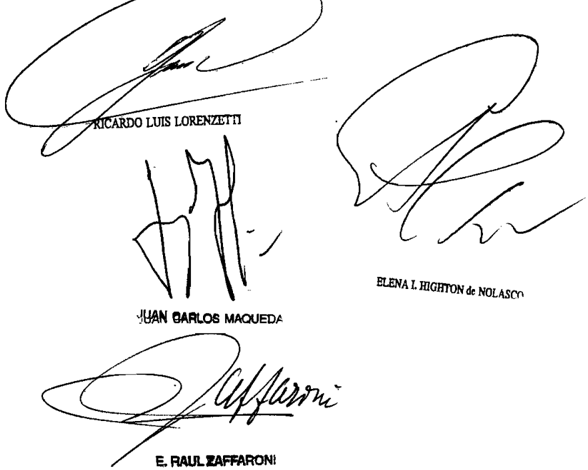 RICARDO LUIS LORENZETTI
ELENA I. HIGHTON de NOLASCO
JUAN CARLOS MAQUEDA
Zaffaroni
E. RAUL ZAFFARONI